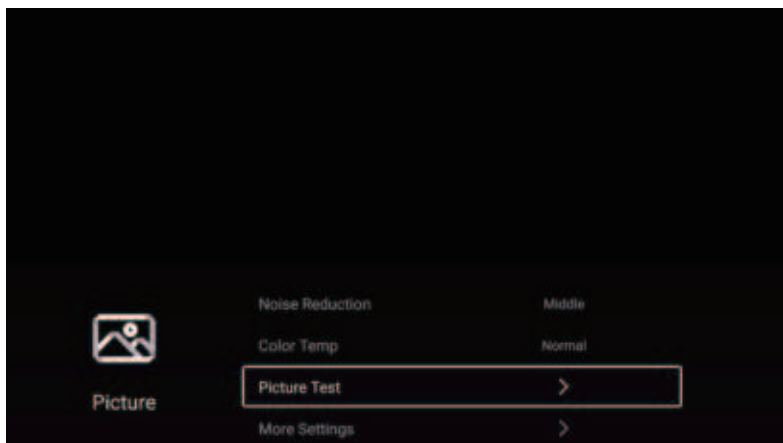 Noise Reduction Middle
Color Temp Normal
Picture Test >
Picture
More Settings >